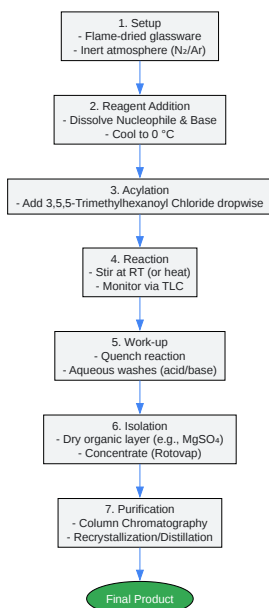 1. Setup
- Flame-dried glassware
- Inert atmosphere (N₂/Ar)
2. Reagent Addition
- Dissolve Nucleophile & Base
- Cool to 0 °C
3. Acylation
- Add 3,5,5-Trimethylhexanoyl Chloride dropwise
4. Reaction
- Stir at RT (or heat)
- Monitor via TLC
5. Work-up
- Quench reaction
- Aqueous washes (acid/base)
6. Isolation
- Dry organic layer (e.g., MgSO₄)
- Concentrate (Rotovap)
7. Purification
- Column Chromatography
- Recrystallization/Distillation
Final Product